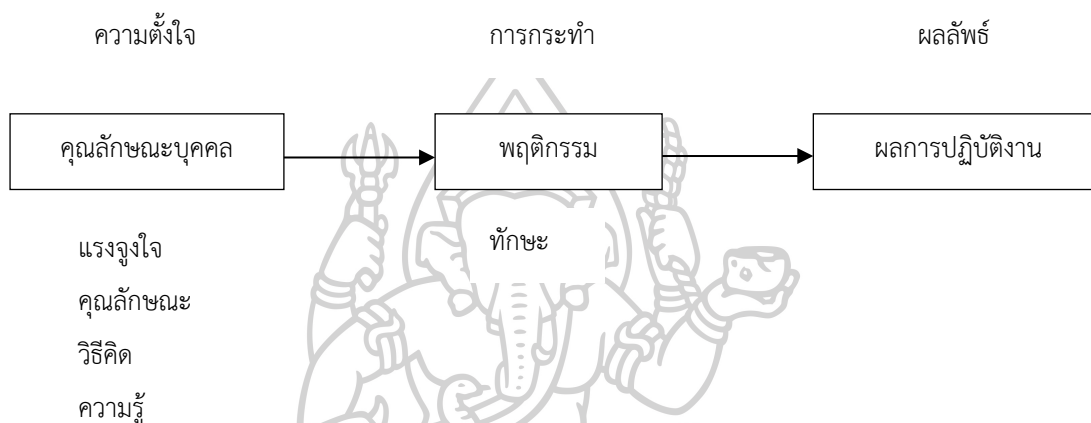 ความตั้งใจ การกระทำ ผลลัพธ์
คุณลักษณะบุคคล พฤติกรรม ผลการปฏิบัติงาน
แรงจูงใจ ทักษะ
คุณลักษณะ
วิธีคิด
ความรู้